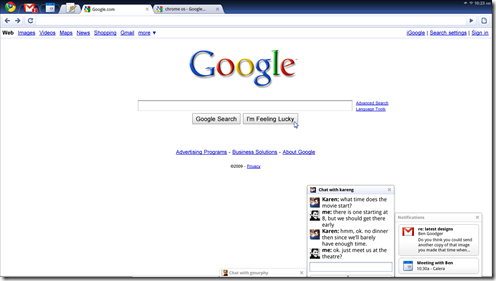 Google.com
chrome os - Google...
10:23
Web Images Videos Maps News Shopping Gmail more ▼
iGoogle | Search settings | Sign in
Google
Advanced Search
Language Tools
Google Search
I'm Feeling Lucky
Advertising Programs - Business Solutions - About Google
©2009 - Privacy
Chat with kareng
Karen: what time does the
movie start?
me: there is one starting at
8, but we should get there
early
Karen: hmm, ok. no dinner
then since we'll barely
have enough time.
me: ok, just meet us at the
theatre?
Chat with gmurphy
Notifications
re: latest designs
Ben Goodger
Do you think you could send
another copy of that image
you made that time when...
Meeting with Ben
10:30a - Calera